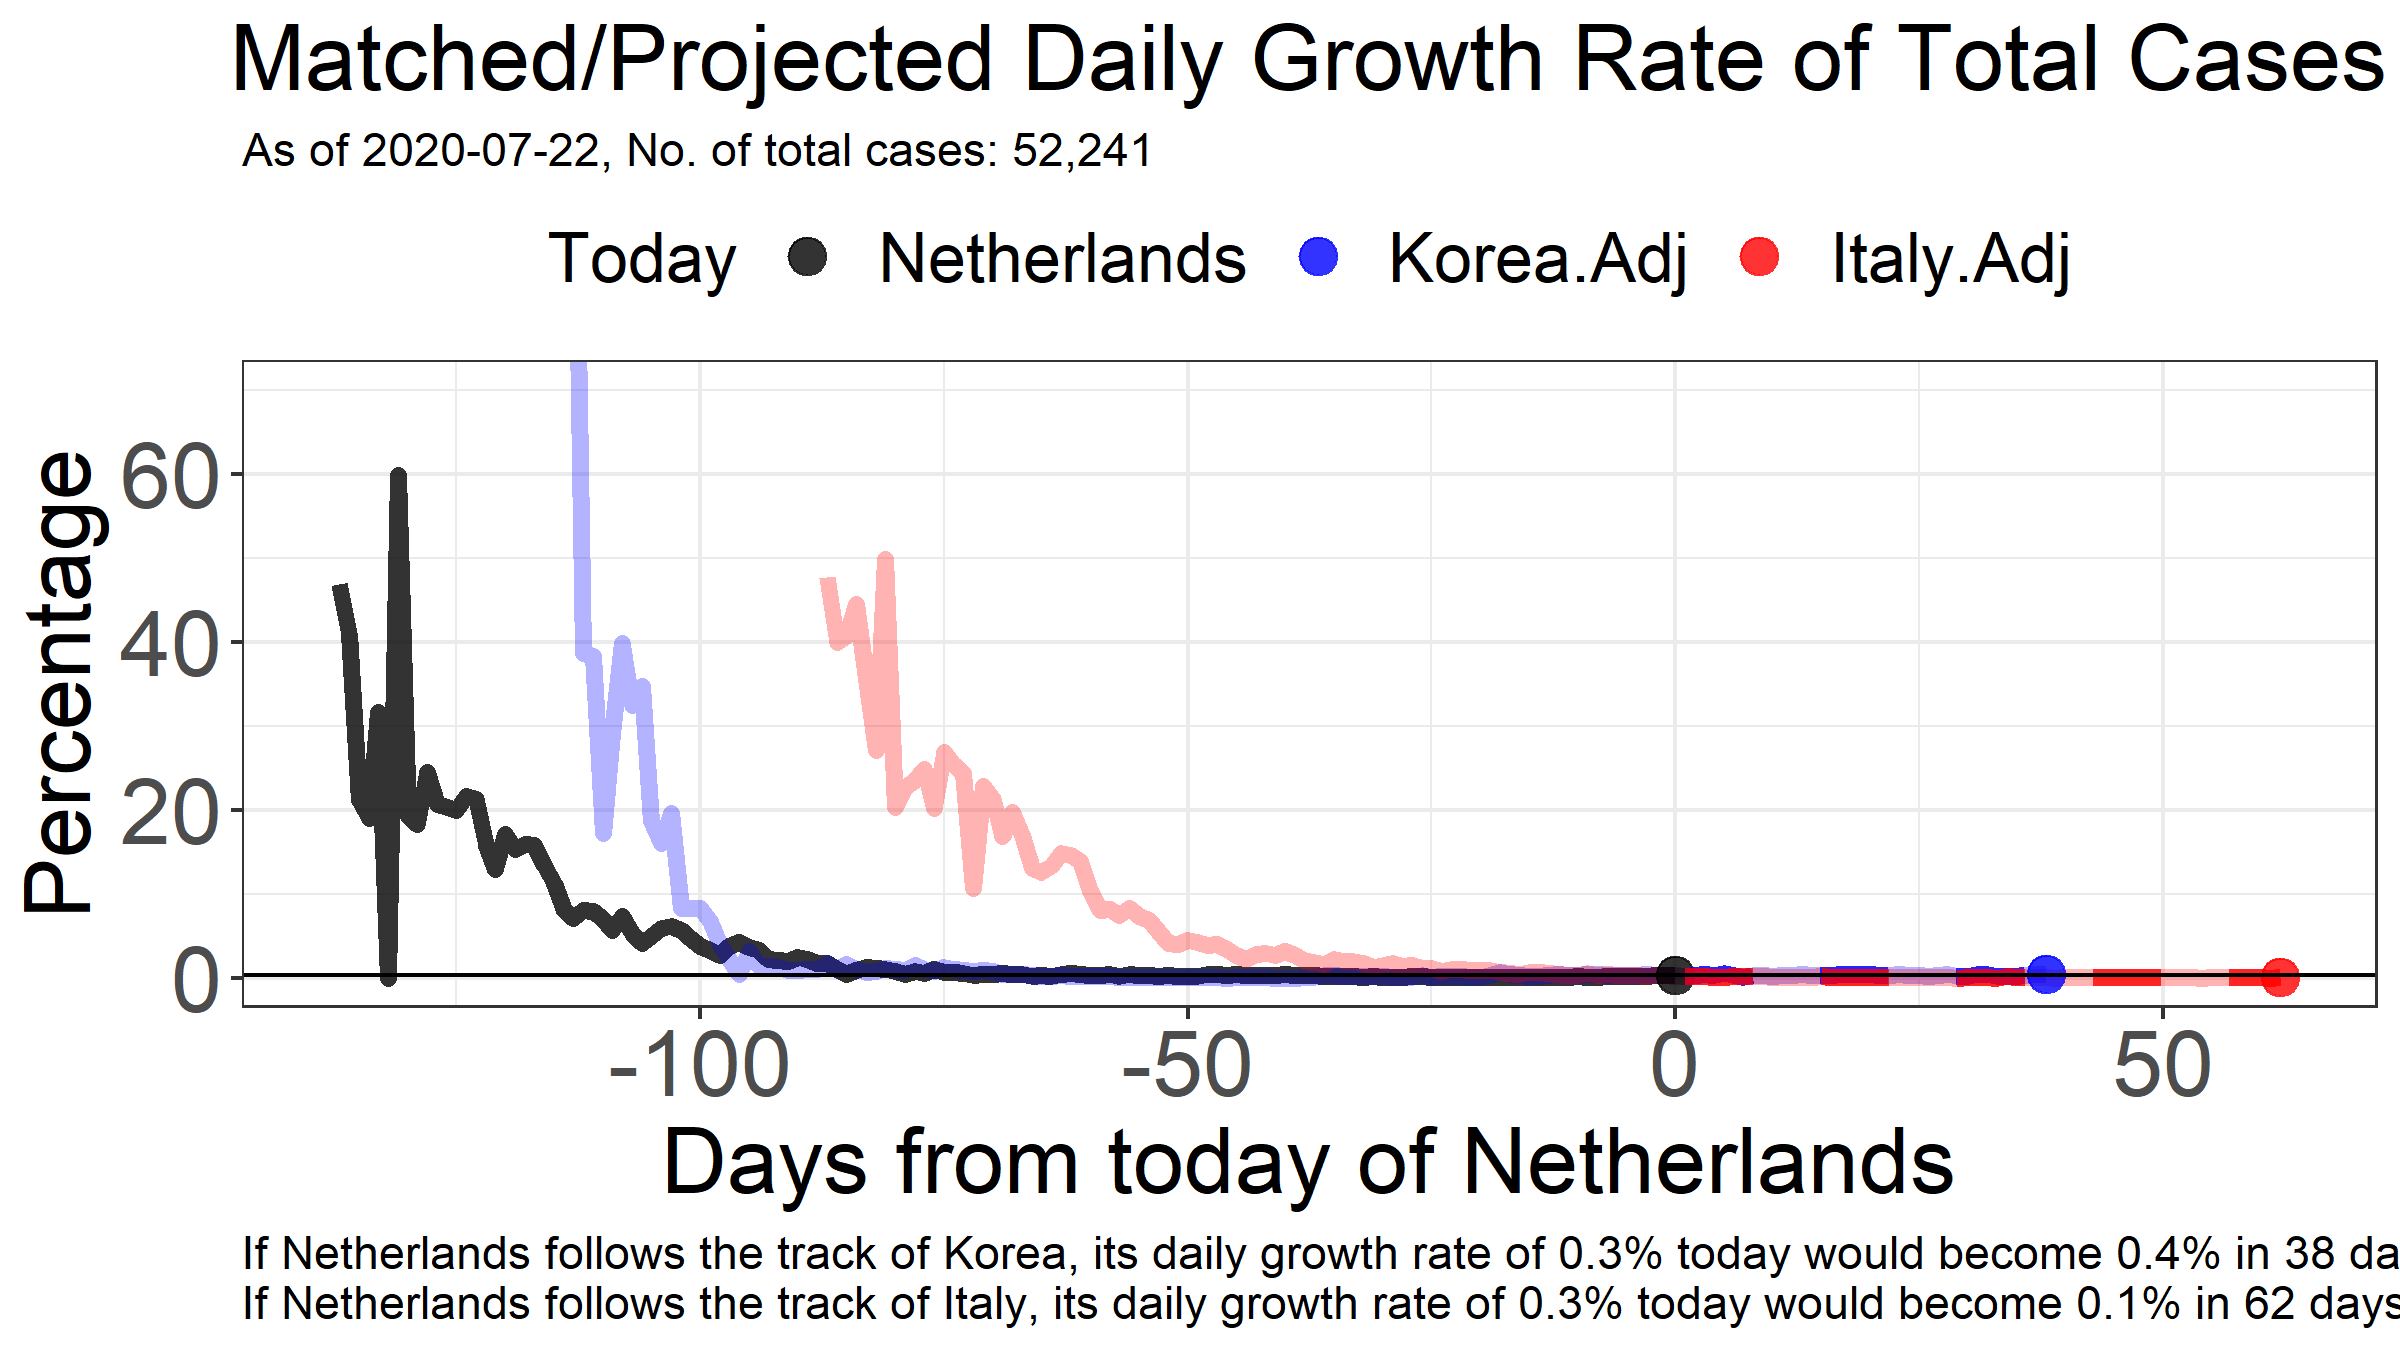 Matched/Projected Daily Growth Rate of Total Cases
As of 2020-07-22, No. of total cases: 52,241
Today Netherlands Korea.Adj Italy.Adj
Percentage
60
40
20
0
-100 -50 0 50
Days from today of Netherlands
If Netherlands follows the track of Korea, its daily growth rate of 0.3% today would become 0.4% in 38 da
If Netherlands follows the track of Italy, its daily growth rate of 0.3% today would become 0.1% in 62 days